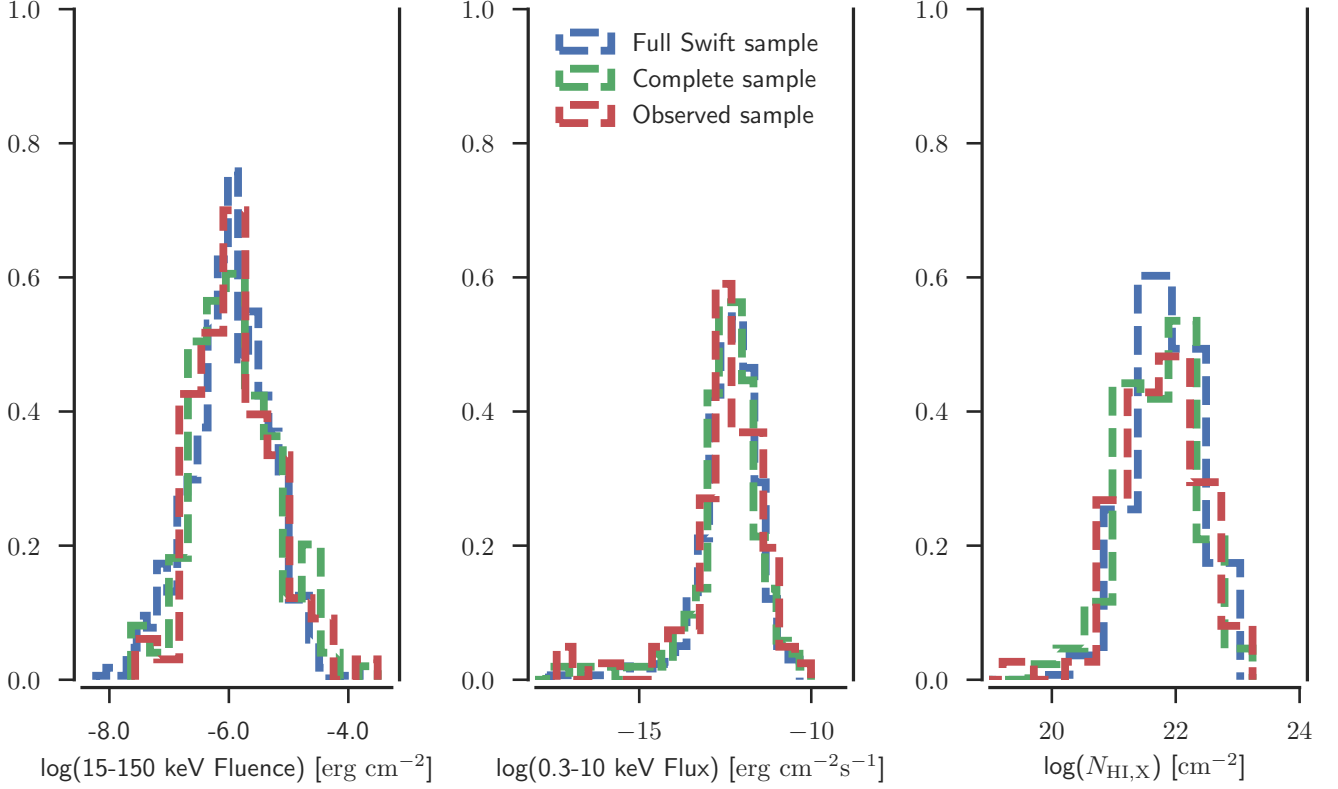 1.0
0.8
0.6
0.4
0.2
0.0
-8.0 -6.0 -4.0
log(15-150 keV Fluence) [erg cm⁻²]
1.0
0.8
0.6
0.4
0.2
0.0
Full Swift sample
Complete sample
Observed sample
−15 −10
log(0.3-10 keV Flux) [erg cm⁻²s⁻¹]
1.0
0.8
0.6
0.4
0.2
0.0
20 22 24
log(N_HI,X) [cm⁻²]